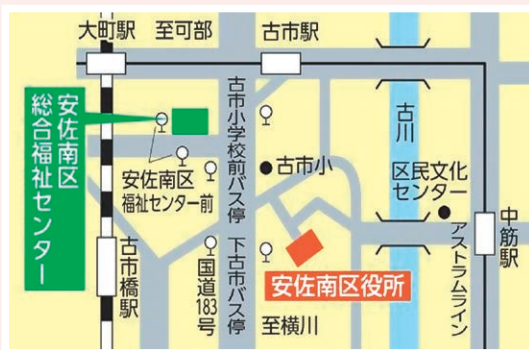 大町駅
至可部
古市駅
安佐南区
総合福祉センター
古市小学校前バス停
古川
安佐南区
福祉センター前
古市小
区民文化
センター
中筋駅
アストラムライン
古市橋駅
国道183号
下古市バス停
安佐南区役所
至横川